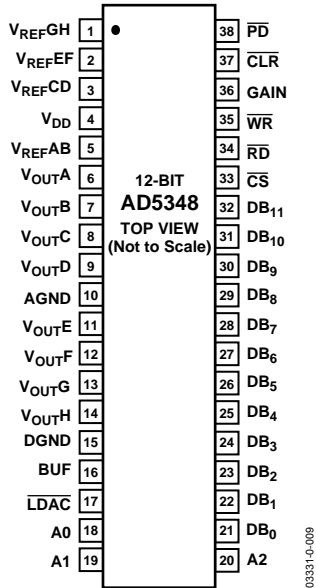 VREFGH 1
VREFEF 2
VREFCD 3
VDD 4
VREFAB 5
VOUTA 6
VOUTB 7
VOUTC 8
VOUTD 9
AGND 10
VOUTE 11
VOUTF 12
VOUTG 13
VOUTH 14
DGND 15
BUF 16
LDAC 17
A0 18
A1 19
12-BIT
AD5348
TOP VIEW
(Not to Scale)
38 PD
37 CLR
36 GAIN
35 WR
34 RD
33 CS
32 DB11
31 DB10
30 DB9
29 DB8
28 DB7
27 DB6
26 DB5
25 DB4
24 DB3
23 DB2
22 DB1
21 DB0
20 A2
03331-0-009